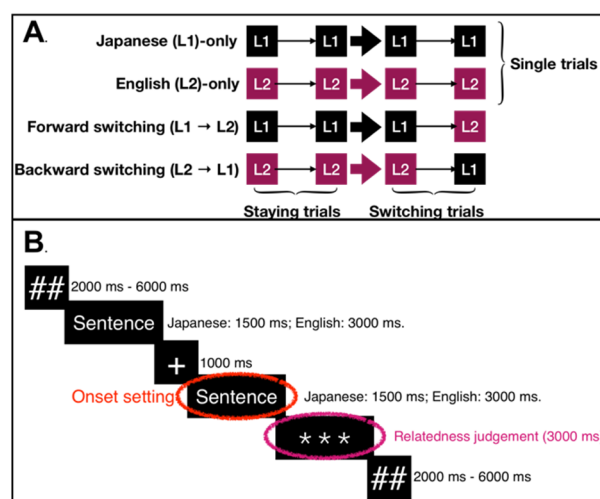 A.
Japanese (L1)-only L1 L1 L1 L1
English (L2)-only L2 L2 L2 L2
Single trials
Forward switching (L1 → L2) L1 L1 L1 L2
Backward switching (L2 → L1) L2 L2 L2 L1
Staying trials Switching trials
B.
## 2000 ms - 6000 ms
Sentence Japanese: 1500 ms; English: 3000 ms.
+ 1000 ms
Onset setting Sentence Japanese: 1500 ms; English: 3000 ms.
* * * Relatedness judgement (3000 ms
## 2000 ms - 6000 ms